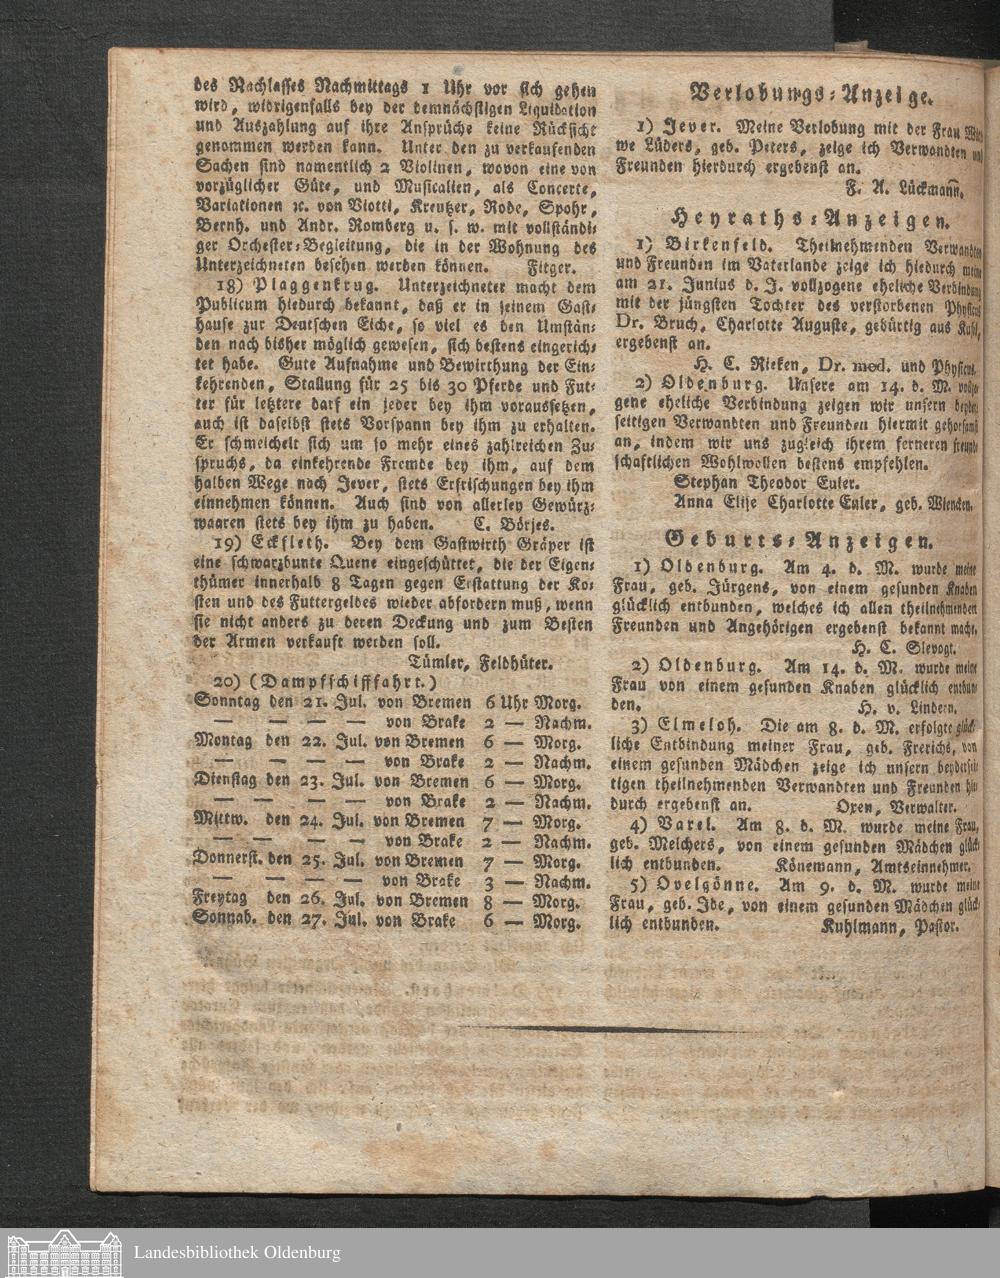 des Nachlasses Nachmittags 1 Uhr vor sich gehen
wird, widrigenfalls bey der demnächstigen Liquidation
und Auszahlung auf ihre Ansprüche keine Rücksicht
genommen werden kann. Unter den zu verkaufenden
Sachen sind namentlich 2 Violinen, wovon eine von
vorzüglicher Güte, und Musicalien, als Concerte,
Variationen ꝛc. von Viotti, Kreutzer, Rode, Spohr,
Bernh. und Andr. Romberg u. s. w. mit vollständi-
ger Orchester-Begleitung, die in der Wohnung des
Unterzeichneten besehen werden können. Fitger.
18) Plaggenkrug. Unterzeichneter macht dem
Publicum hiedurch bekannt, daß er in seinem Gast-
hause zur Deutschen Eiche, so viel es den Umstän-
den nach bisher möglich gewesen, sich bestens eingerich-
tet habe. Gute Aufnahme und Bewirthung der Ein-
kehrenden, Stallung für 25 bis 30 Pferde und Fut-
ter für letztere darf ein jeder bey ihm voraussetzen,
auch ist daselbst stets Vorspann bey ihm zu erhalten.
Er schmeichelt sich um so mehr eines zahlreichen Zu-
spruchs, da einkehrende Fremde bey ihm, auf dem
halben Wege nach Jever, stets Erfrischungen bey ihm
einnehmen können. Auch sind von allerley Gewürz-
waaren stets bey ihm zu haben. C. Börjes.
19) Eckfleth. Bey dem Gastwirth Gräper ist
eine schwarzbunte Quene eingeschüttet, die der Eigen-
thümer innerhalb 8 Tagen gegen Erstattung der Ko-
sten und des Futtergeldes wieder abfordern muß, wenn
sie nicht anders zu deren Deckung und zum Besten
der Armen verkauft werden soll.
Tümler, Feldhüter.
20) (Dampfschifffahrt.)
Sonntag den 21. Jul. von Bremen 6 Uhr Morg.
— — — — von Brake 2 — Nachm.
Montag den 22. Jul. von Bremen 6 — Morg.
— — — — von Brake 2 — Nachm.
Dienstag den 23. Jul. von Bremen 6 — Morg.
— — — — von Brake 2 — Nachm.
Mittw. den 24. Jul. von Bremen 7 — Morg.
— — — — von Brake 2 — Nachm.
Donnerst. den 25. Jul. von Bremen 7 — Morg.
— — — — von Brake 3 — Nachm.
Freytag den 26. Jul. von Bremen 8 — Morg.
Sonnab. den 27. Jul. von Brake 6 — Morg.
Verlobungs-Anzeige.
1) Jever. Meine Verlobung mit der Frau
we Lüders, geb. Peters, zeige ich Verwandten und
Freunden hierdurch ergebenst an.
F. A. Lückmann.
Heyraths-Anzeigen.
1) Birkenfeld. Theilnehmenden Verwandten
und Freunden im Vaterlande zeige ich hiedurch meine
am 21. Junius d. J. vollzogene eheliche Verbindung
mit der jüngsten Tochter des verstorbenen Physicus
Dr. Bruch, Charlotte Auguste, gebürtig aus Kusel,
ergebenst an.
H. C. Rieken, Dr. med. und Physicus.
2) Oldenburg. Unsere am 14. d. M. vollzo-
gene eheliche Verbindung zeigen wir unsern beyder-
seitigen Verwandten und Freunden hiermit gehorsamst
an, indem wir uns zugleich ihrem ferneren freund-
schaftlichen Wohlwollen bestens empfehlen.
Stephan Theodor Euler.
Anna Elise Charlotte Euler, geb. Wiencken.
Geburts-Anzeigen.
1) Oldenburg. Am 4. d. M. wurde meine
Frau, geb. Jürgens, von einem gesunden Knaben
glücklich entbunden, welches ich allen theilnehmenden
Freunden und Angehörigen ergebenst bekannt mache.
H. C. Slevogt.
2) Oldenburg. Am 14. d. M. wurde meine
Frau von einem gesunden Knaben glücklich entbun-
den. H. v. Lindern.
3) Elmeloh. Die am 8. d. M. erfolgte glück-
liche Entbindung meiner Frau, geb. Frerichs, von
einem gesunden Mädchen zeige ich unsern beyderseit-
tigen theilnehmenden Verwandten und Freunden hie-
durch ergebenst an. Oxen, Verwalter.
4) Varel. Am 8. d. M. wurde meine Frau,
geb. Melchers, von einem gesunden Mädchen glück-
lich entbunden. Könemann, Amtseinnehmer.
5) Ovelgönne. Am 9. d. M. wurde meine
Frau, geb. Ide, von einem gesunden Mädchen glück-
lich entbunden. Kuhlmann, Pastor.
Landesbibliothek Oldenburg